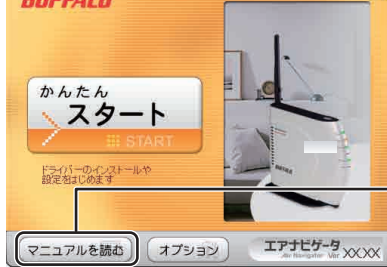 BUFFALO
かんたん
スタート
START
ドライバーのインストールや
設定をはじめます
BUFFALO
マニュアルを読む
オプション
エアナビゲータ
Air Navigator Ver XX.XX